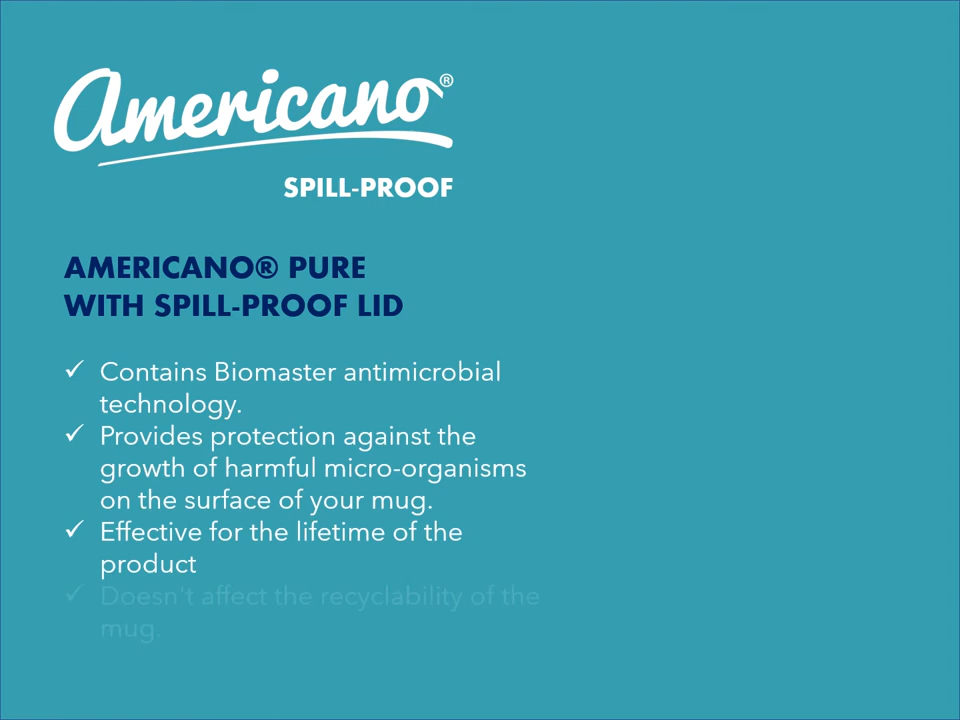 Americano®
SPILL-PROOF
AMERICANO® PURE
WITH SPILL-PROOF LID
✓ Contains Biomaster antimicrobial
technology.
✓ Provides protection against the
growth of harmful micro-organisms
on the surface of your mug.
✓ Effective for the lifetime of the
product
✓ Doesn't affect the recyclability of the
mug.